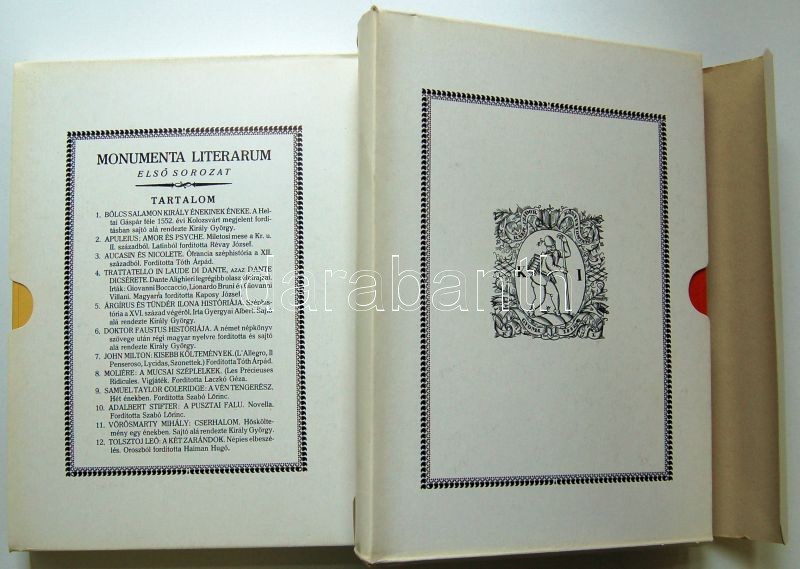 MONUMENTA LITERARUM
ELSŐ SOROZAT
TARTALOM
1. BÖLCS SALAMON KIRÁLY ÉNEKINEK ÉNEKE. A Hel-
tai Gáspár féle 1552. évi Kolozsvárt megjelent fordí-
tásban sajtó alá rendezte Király György.
2. APULEIUS: AMOR ÉS PSYCHE. Miletosi mese a Kr. u.
II. századból. Latinból fordította Révay József.
3. AUCASIN ÉS NICOLETE. Ófrancia széphistória a XII.
századból. Fordította Tóth Árpád.
4. TRATTATELLO IN LAUDE DI DANTE, azaz DANTE
DICSÉRETE. Dante Alighieri legrégibb olasz életrajzai.
Írták: Giovanni Boccaccio, Lionardo Bruni és Giovanni
Villani. Magyarra fordította Kaposy József.
5. ÁRGIRUS ÉS TÜNDÉR ILONA HISTÓRIÁJA. Széphis-
tória a XVI. század végéről, Írta Gyergyai Albert. Sajtó
alá rendezte Király György.
6. DOKTOR FAUSTUS HISTÓRIÁJA. A német népkönyv
szövege után régi magyar nyelvre fordította és sajtó
alá rendezte Király György.
7. JOHN MILTON: KISEBB KÖLTEMÉNYEK. (L'Allegro, Il
Penseroso, Lycidas, Szonettek.) Fordította Tóth Árpád.
8. MOLIÈRE: A MUCSAI SZÉPLELKEK. (Les Précieuses
Ridicules. Vígjáték. Fordította Laczkó Géza.
9. SAMUEL TAYLOR COLERIDGE: A VÉN TENGERÉSZ.
Hét énekben. Fordította Szabó Lőrinc.
10. ADALBERT STIFTER: A PUSZTAI FALU. Novella.
Fordította Szabó Lőrinc.
11. VÖRÖSMARTY MIHÁLY: CSERHALOM. Hősköl-
temény egy énekben. Sajtó alá rendezte Király György.
12. TOLSZTOJ LEÓ: A KÉT ZARÁNDOK. Népies elbeszé-
lés. Oroszból fordította Haiman Hugó.
K I
darabanth